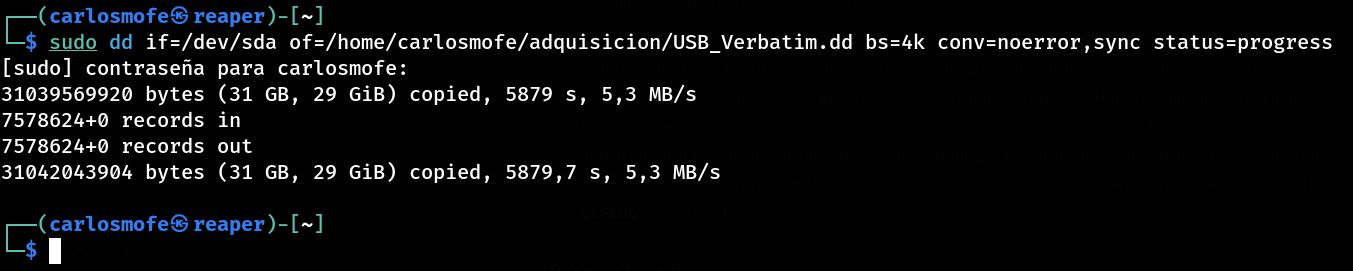 ┌──(carlosmofe㉿reaper)-[~]
└─$ sudo dd if=/dev/sda of=/home/carlosmofe/adquisicion/USB_Verbatim.dd bs=4k conv=noerror,sync status=progress
[sudo] contraseña para carlosmofe:
31039569920 bytes (31 GB, 29 GiB) copied, 5879 s, 5,3 MB/s
7578624+0 records in
7578624+0 records out
31042043904 bytes (31 GB, 29 GiB) copied, 5879,7 s, 5,3 MB/s
┌──(carlosmofe㉿reaper)-[~]
└─$